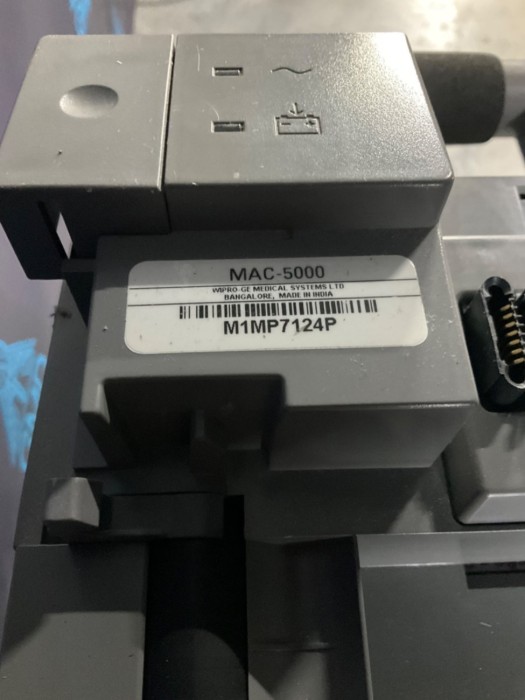 MAC-5000
WIPRO-GE MEDICAL SYSTEMS LTD
BANGALORE, MADE IN INDIA
M1MP7124P